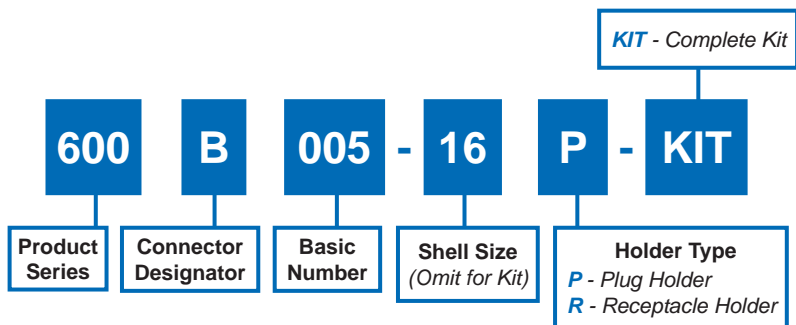 KIT - Complete Kit
600 B 005 - 16 P - KIT
Product
Series
Connector
Designator
Basic
Number
Shell Size
(Omit for Kit)
Holder Type
P - Plug Holder
R - Receptacle Holder